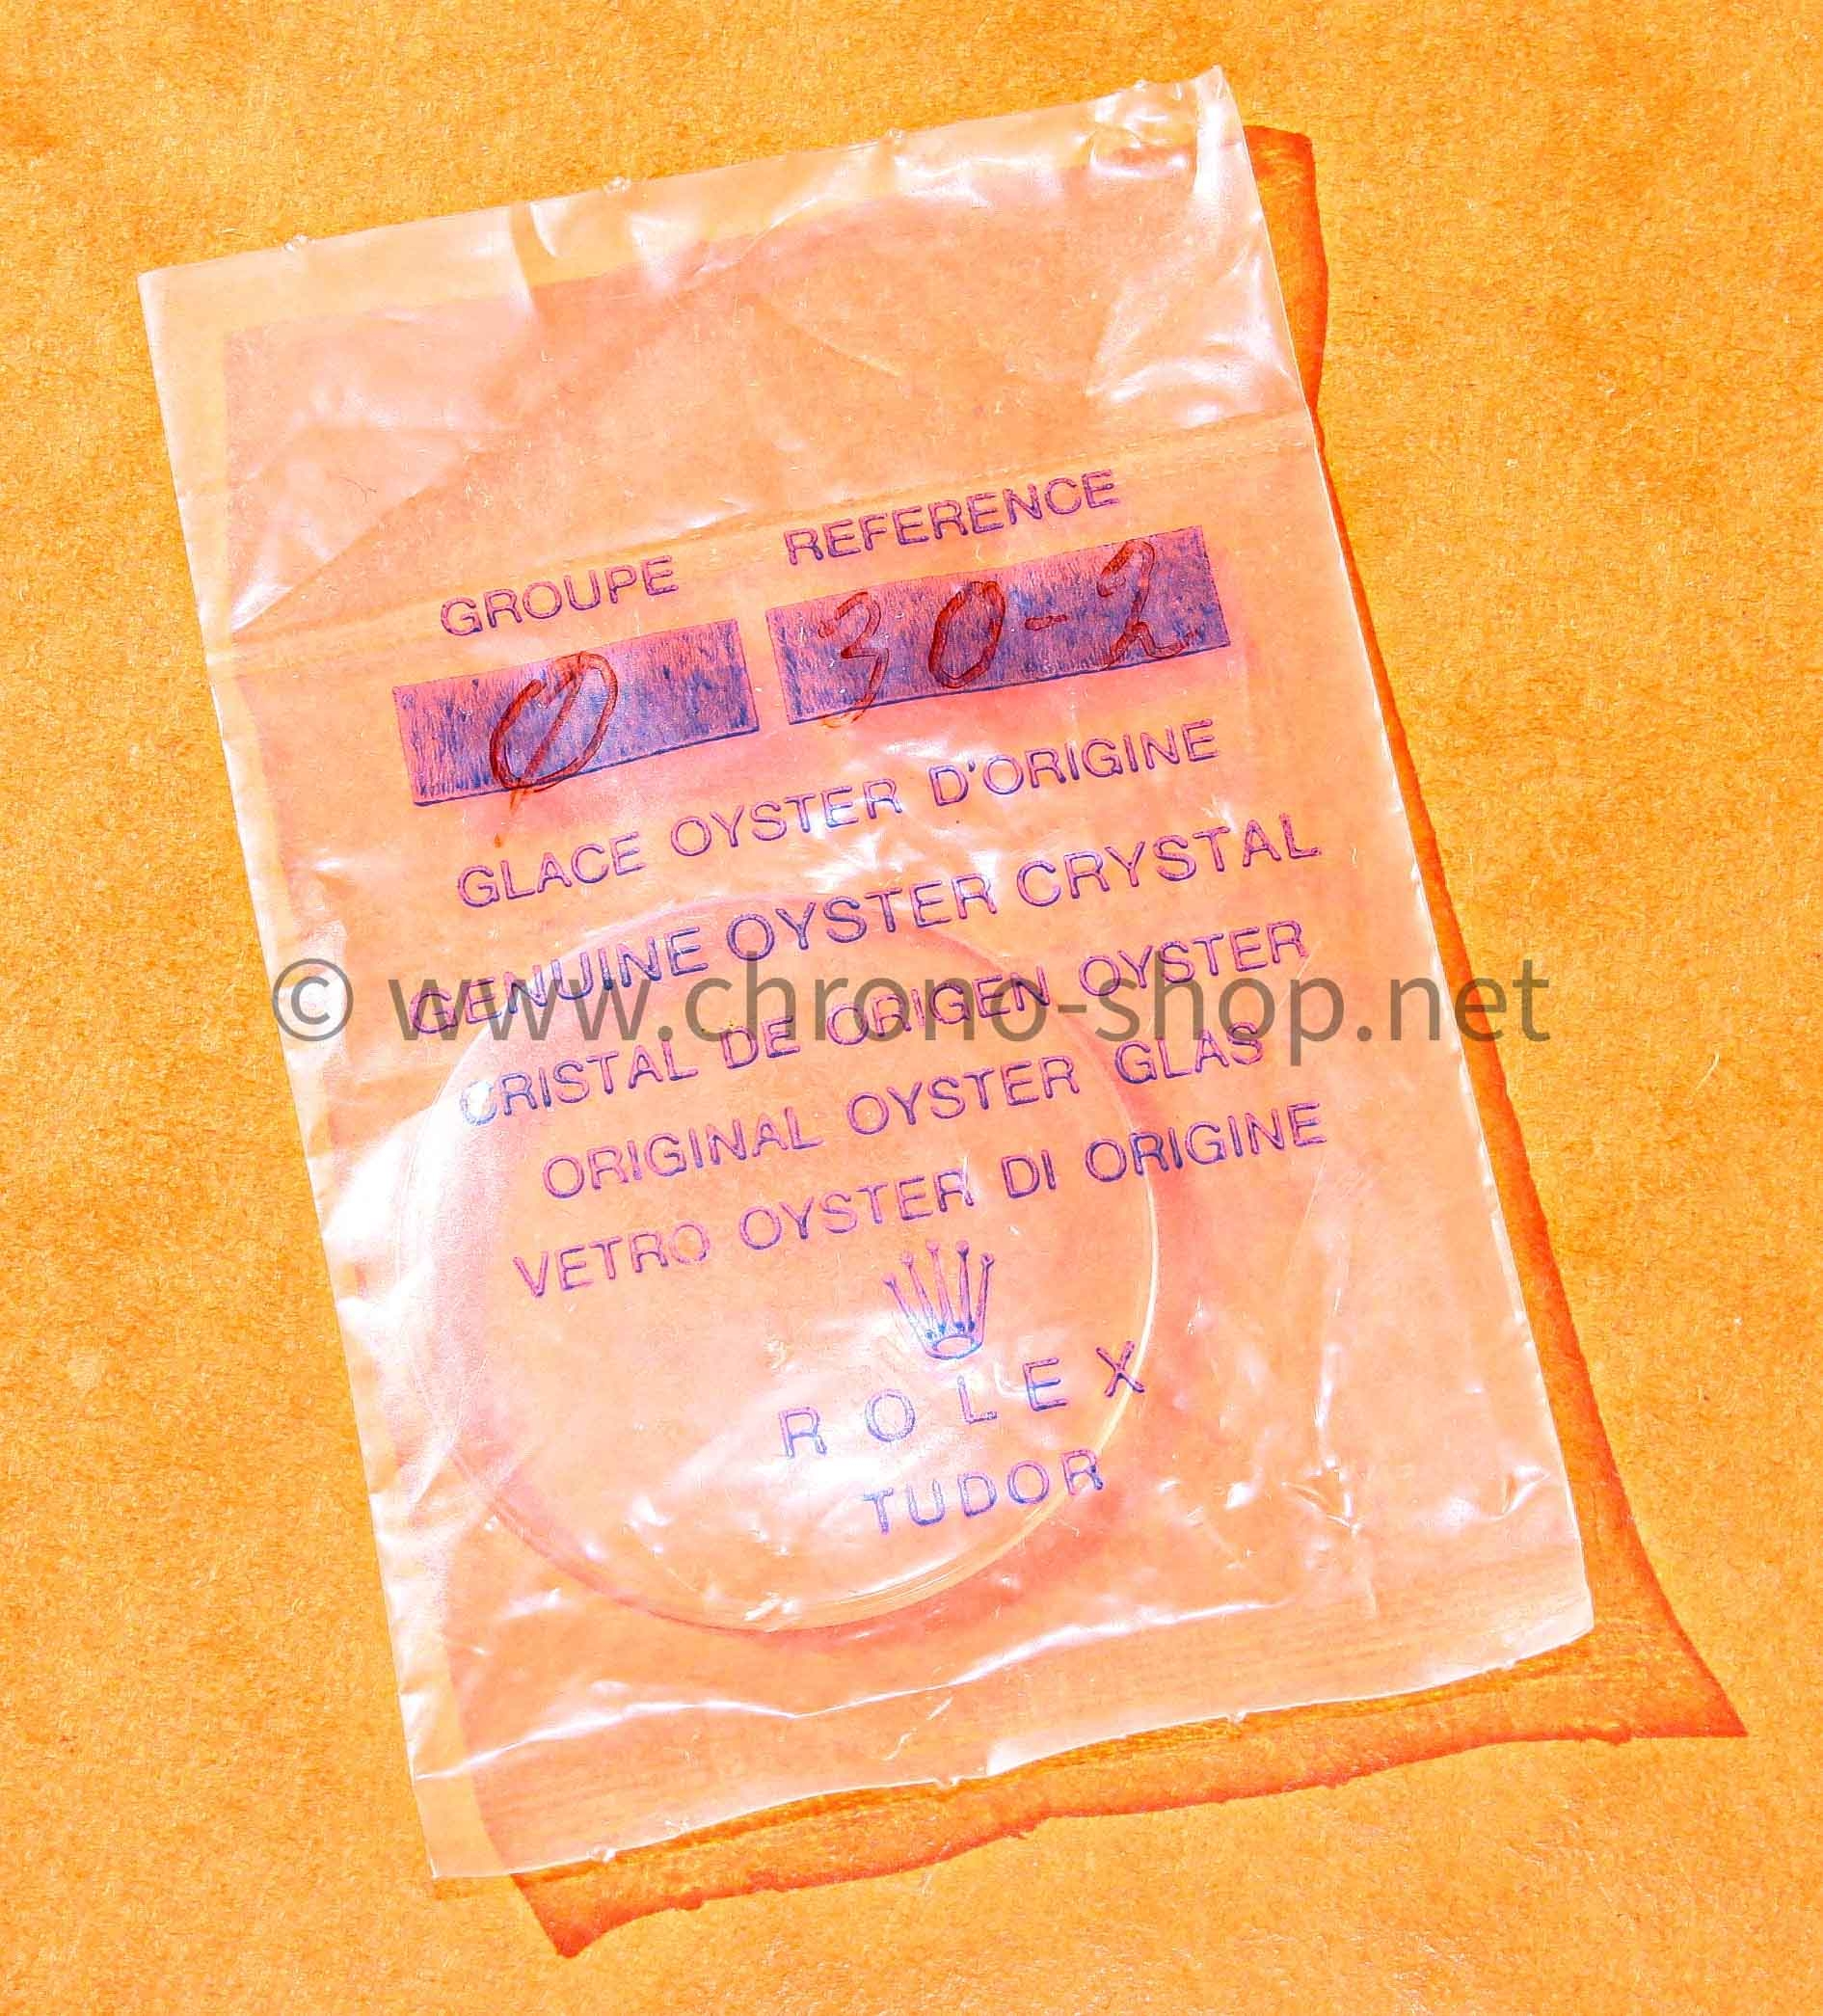 GROUPE REFERENCE
0 30-2
GLACE OYSTER D'ORIGINE
GENUINE OYSTER CRYSTAL
© www.chrono-shop.net
CRISTAL DE ORIGEN OYSTER
ORIGINAL OYSTER GLAS
VETRO OYSTER DI ORIGINE
ROLEX
TUDOR